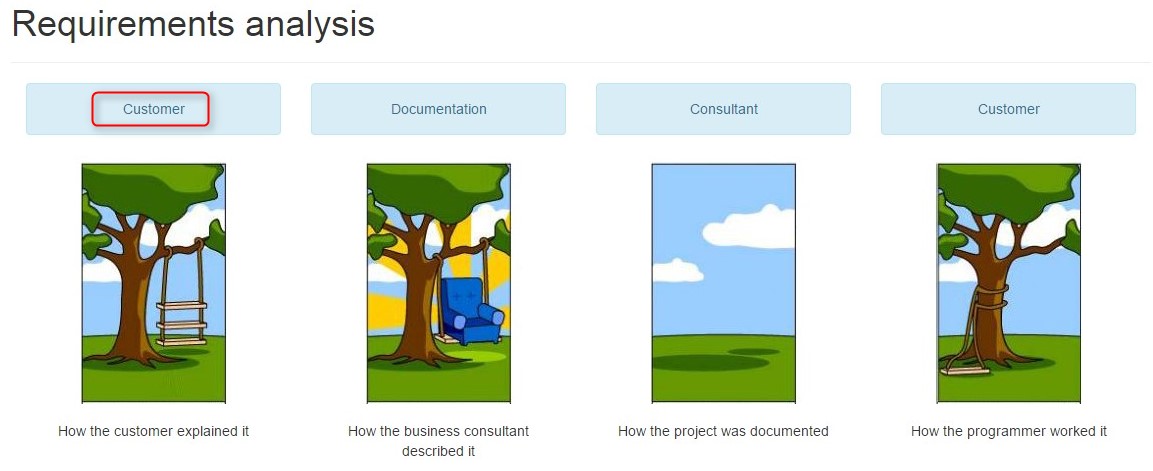 Requirements analysis
Customer
Documentation
Consultant
Customer
How the customer explained it
How the business consultant
described it
How the project was documented
How the programmer worked it